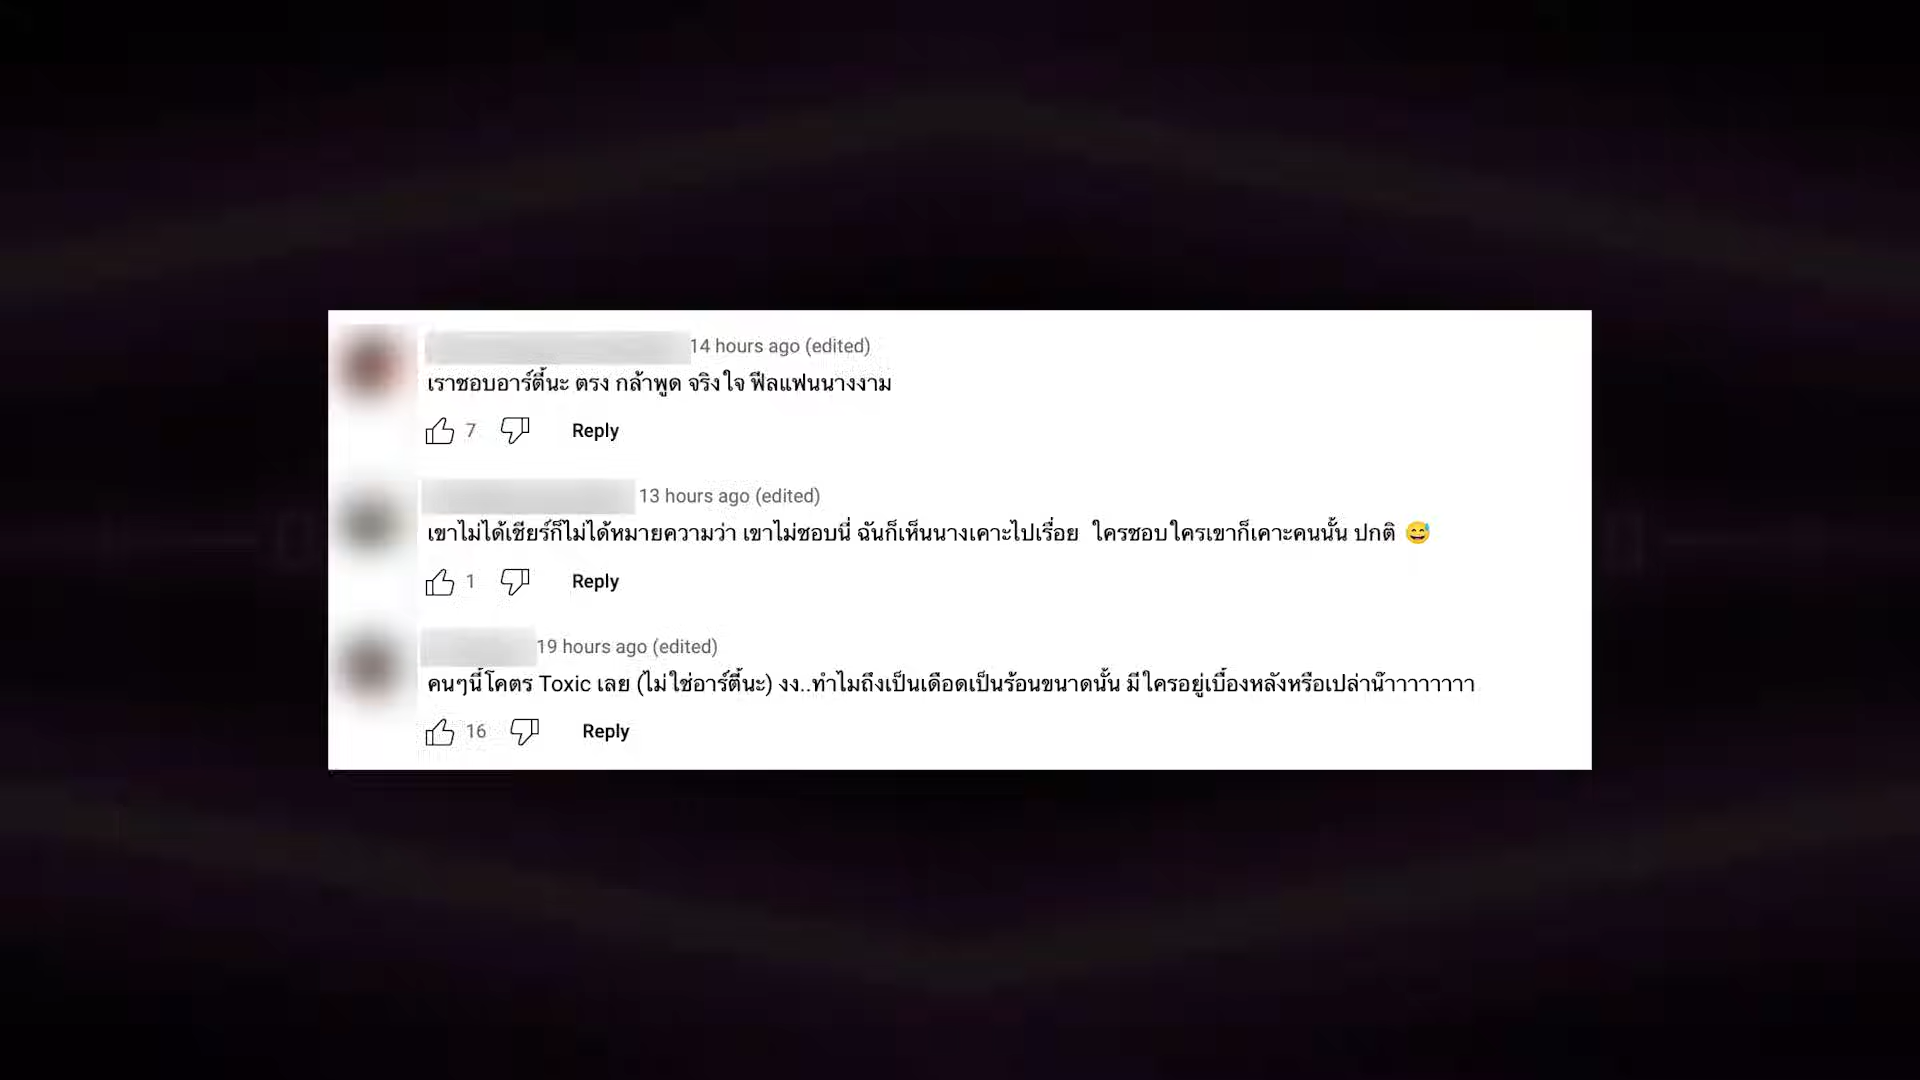 14 hours ago (edited)
เราชอบอาร์ตี้นะ ตรง กล้าพูด จริงใจ ฟีลแฟนนางงาม
7 Reply
13 hours ago (edited)
เขาไม่ได้เชียร์ก็ไม่ได้หมายความว่า เขาไม่ชอบนี่ ฉันก็เห็นนางเคาะไปเรื่อย ใครชอบใครเขาก็เคาะคนนั้น ปกติ 😅
1 Reply
19 hours ago (edited)
คนๆนี้โคตร Toxic เลย (ไม่ใช่อาร์ตี้นะ) งง..ทำไมถึงเป็นเดือดเป็นร้อนขนาดนั้น มีใครอยู่เบื้องหลังหรือเปล่าน๊าาาาาาาา
16 Reply